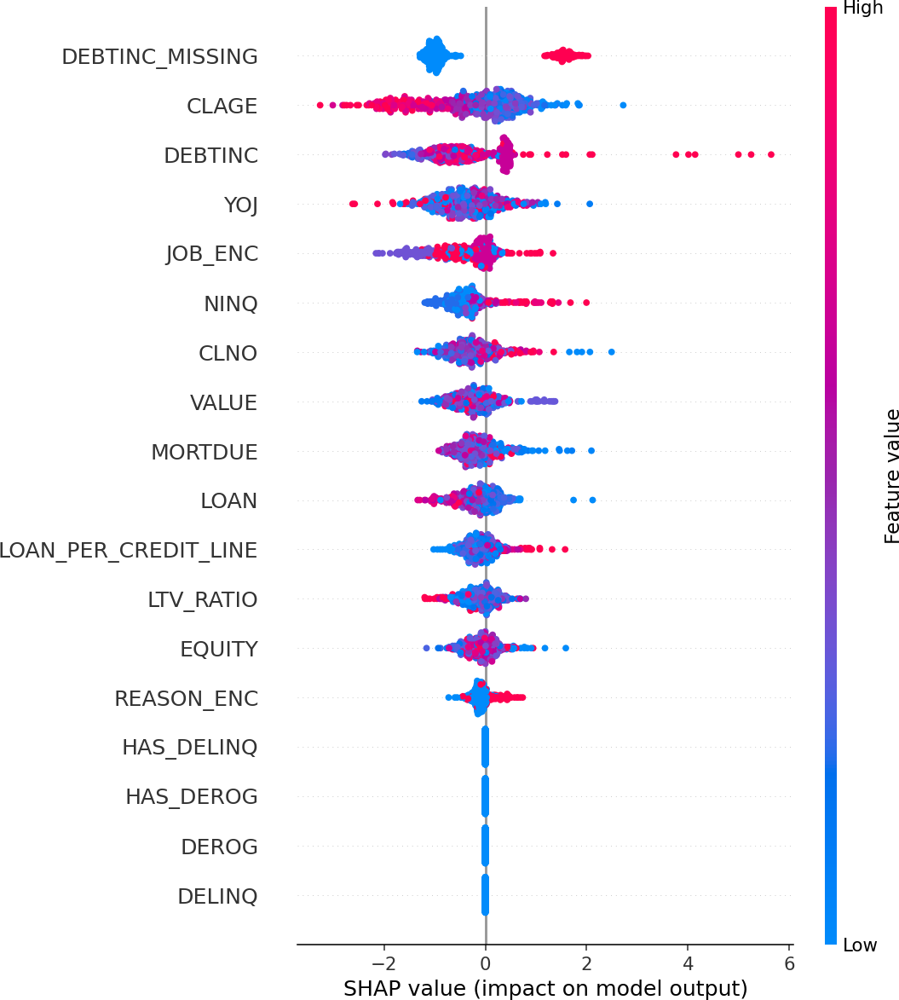 High
DEBTINC_MISSING
CLAGE
DEBTINC
YOJ
JOB_ENC
NINQ
CLNO
VALUE
MORTDUE
LOAN
LOAN_PER_CREDIT_LINE
LTV_RATIO
EQUITY
REASON_ENC
HAS_DELINQ
HAS_DEROG
DEROG
DELINQ
Feature value
Low
−2 0 2 4 6
SHAP value (impact on model output)